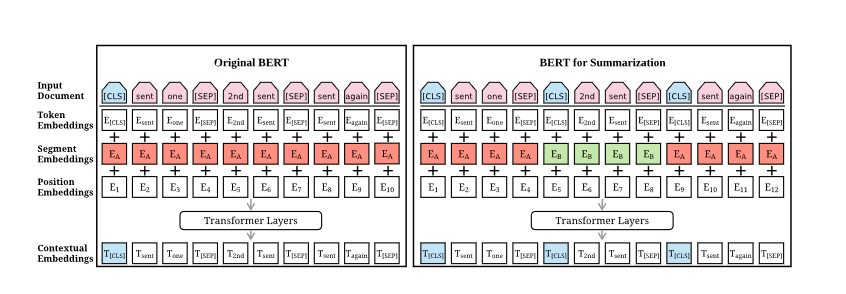 Original BERT BERT for Summarization
Input Document [CLS] sent one [SEP] 2nd sent [SEP] sent again [SEP] [CLS] sent one [SEP] [CLS] 2nd sent [SEP] [CLS] sent again [SEP]
Token Embeddings E[CLS] Esent Eone E[SEP] E2nd Esent E[SEP] Esent Eagain E[SEP] E[CLS] Esent Eone E[SEP] E[CLS] E2nd Esent E[SEP] E[CLS] Esent Eagain E[SEP]
+ + + + + + + + + + + + + + + + + + + + + +
Segment Embeddings EA EA EA EA EA EA EA EA EA EA EA EA EA EA EB EB EB EB EA EA EA EA
+ + + + + + + + + + + + + + + + + + + + + +
Position Embeddings E1 E2 E3 E4 E5 E6 E7 E8 E9 E10 E1 E2 E3 E4 E5 E6 E7 E8 E9 E10 E11 E12
Transformer Layers Transformer Layers
Contextual Embeddings T[CLS] Tsent Tone T[SEP] T2nd Tsent T[SEP] Tsent Tagain T[SEP] T[CLS] Tsent Tone T[SEP] T[CLS] T2nd Tsent T[SEP] T[CLS] Tsent Tagain T[SEP]